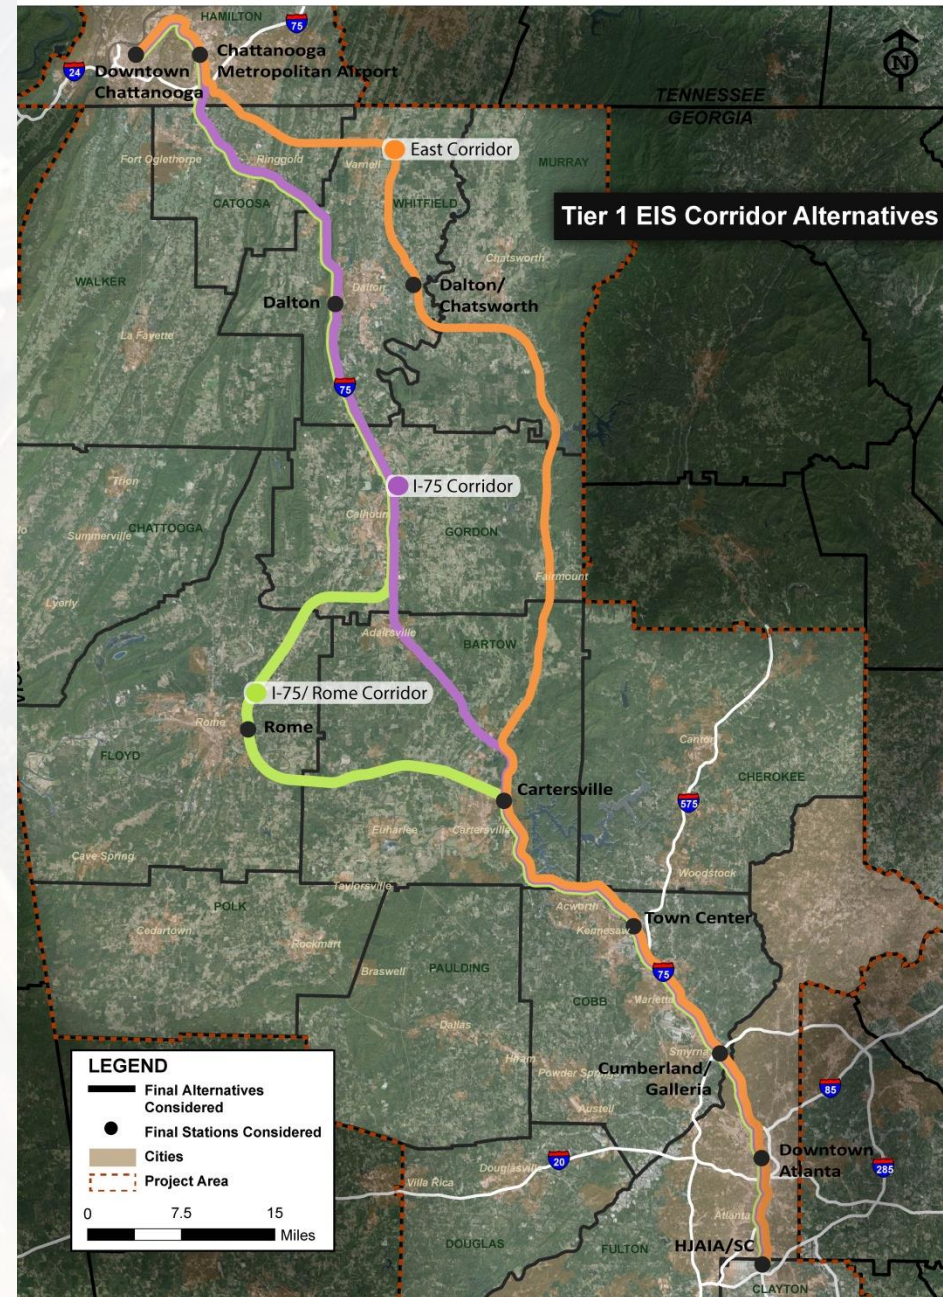 HAMILTON
75
N
24
Downtown
Chattanooga
Chattanooga
Metropolitan Airport
TENNESSEE
GEORGIA
Fort Oglethorpe
Ringgold
Varnell
East Corridor
MURRAY
CATOOSA
WHITFIELD
Tier 1 EIS Corridor Alternatives
Chatsworth
WALKER
Dalton
Dalton
Dalton/
Chatsworth
La Fayette
75
Trion
I-75 Corridor
Calhoun
CHATTOOGA
Summerville
GORDON
Fairmount
Lyerly
Adairsville
BARTOW
I-75/ Rome Corridor
Rome
Rome
FLOYD
Canton
CHEROKEE
Cartersville
575
Euharlee
Cartersville
Cave Spring
Taylorsville
Woodstock
POLK
Acworth
Town Center
Cedartown
Kennesaw
Rockmart
PAULDING
Braswell
75
COBB
Marietta
Dallas
Smyrna
Hiram
Cumberland/
Galleria
Powder Springs
85
Austell
LEGEND
Final Alternatives
Considered
Final Stations Considered
Cities
Project Area
0 7.5 15
Miles
20
Douglasville
Villa Rica
Downtown
Atlanta
285
Atlanta
HJAIA/SC
DOUGLAS
FULTON
CLAYTON